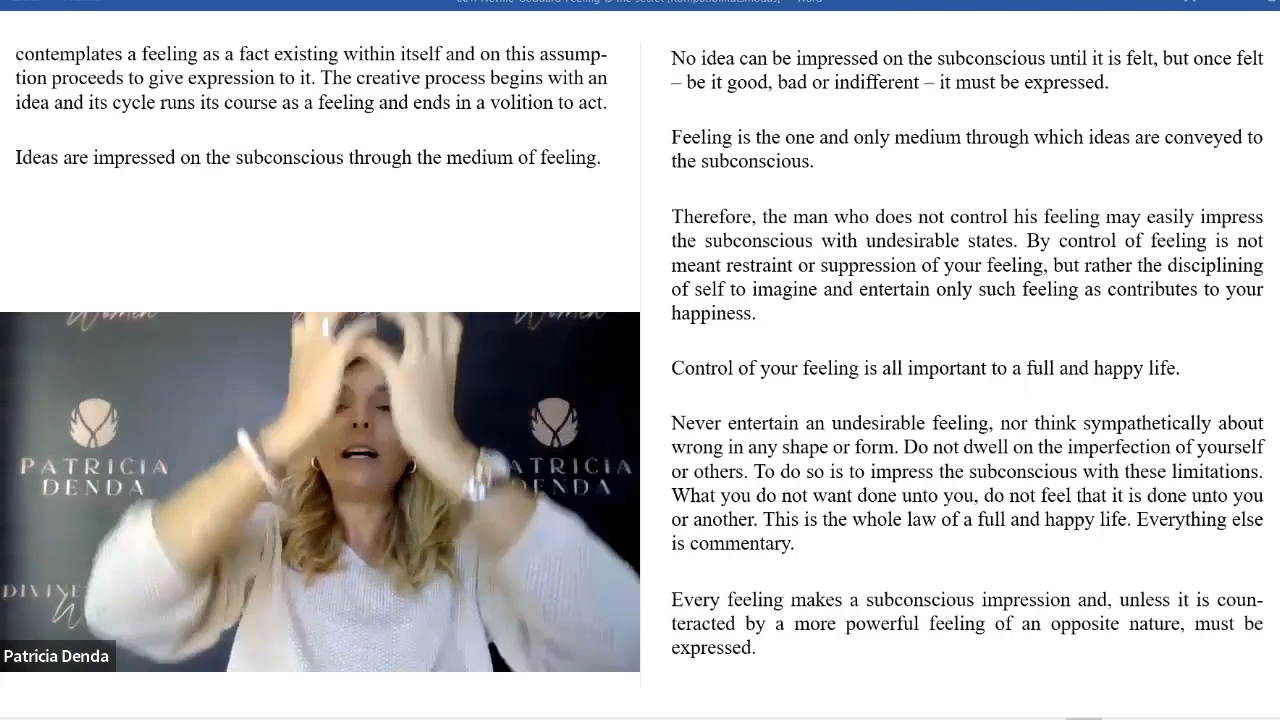 contemplates a feeling as a fact existing within itself and on this assump-
tion proceeds to give expression to it. The creative process begins with an
idea and its cycle runs its course as a feeling and ends in a volition to act.
Ideas are impressed on the subconscious through the medium of feeling.
No idea can be impressed on the subconscious until it is felt, but once felt
– be it good, bad or indifferent – it must be expressed.
Feeling is the one and only medium through which ideas are conveyed to
the subconscious.
Therefore, the man who does not control his feeling may easily impress
the subconscious with undesirable states. By control of feeling is not
meant restraint or suppression of your feeling, but rather the disciplining
of self to imagine and entertain only such feeling as contributes to your
happiness.
Control of your feeling is all important to a full and happy life.
Never entertain an undesirable feeling, nor think sympathetically about
wrong in any shape or form. Do not dwell on the imperfection of yourself
or others. To do so is to impress the subconscious with these limitations.
What you do not want done unto you, do not feel that it is done unto you
or another. This is the whole law of a full and happy life. Everything else
is commentary.
Every feeling makes a subconscious impression and, unless it is coun-
teracted by a more powerful feeling of an opposite nature, must be
expressed.
Women
Women
PATRICIA
DENDA
ATRICIA
DENDA
DIVINE
Patricia Denda